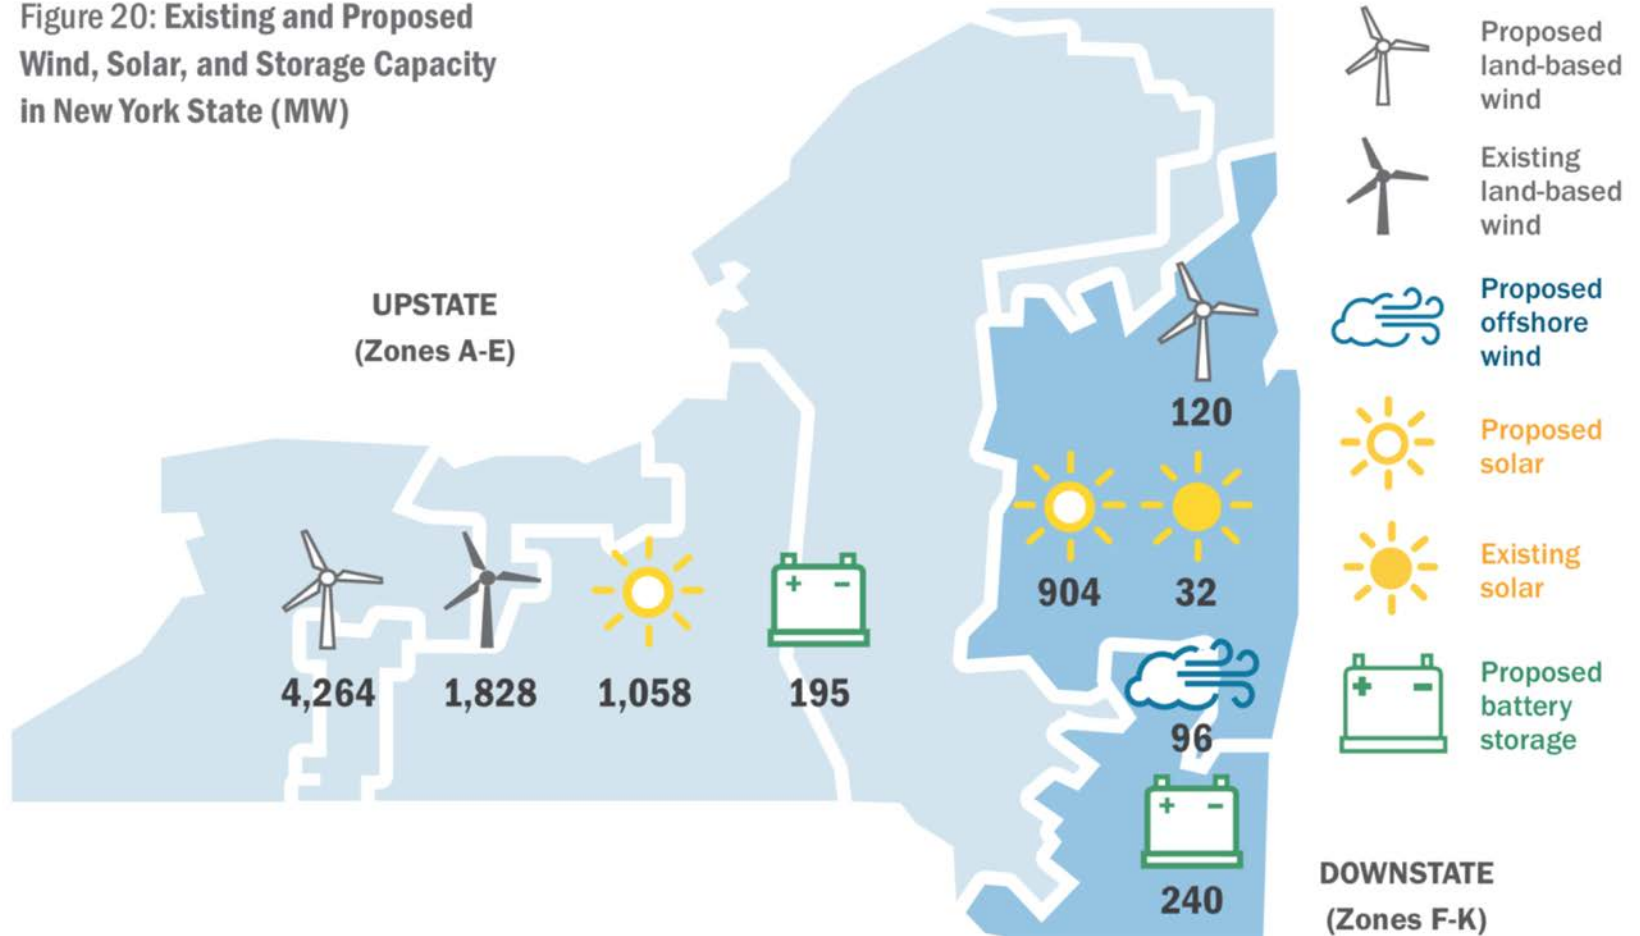 Figure 20: Existing and Proposed
Wind, Solar, and Storage Capacity
in New York State (MW)
UPSTATE
(Zones A-E)
4,264
1,828
1,058
195
120
904
32
96
240
DOWNSTATE
(Zones F-K)
Proposed
land-based
wind
Existing
land-based
wind
Proposed
offshore
wind
Proposed
solar
Existing
solar
Proposed
battery
storage